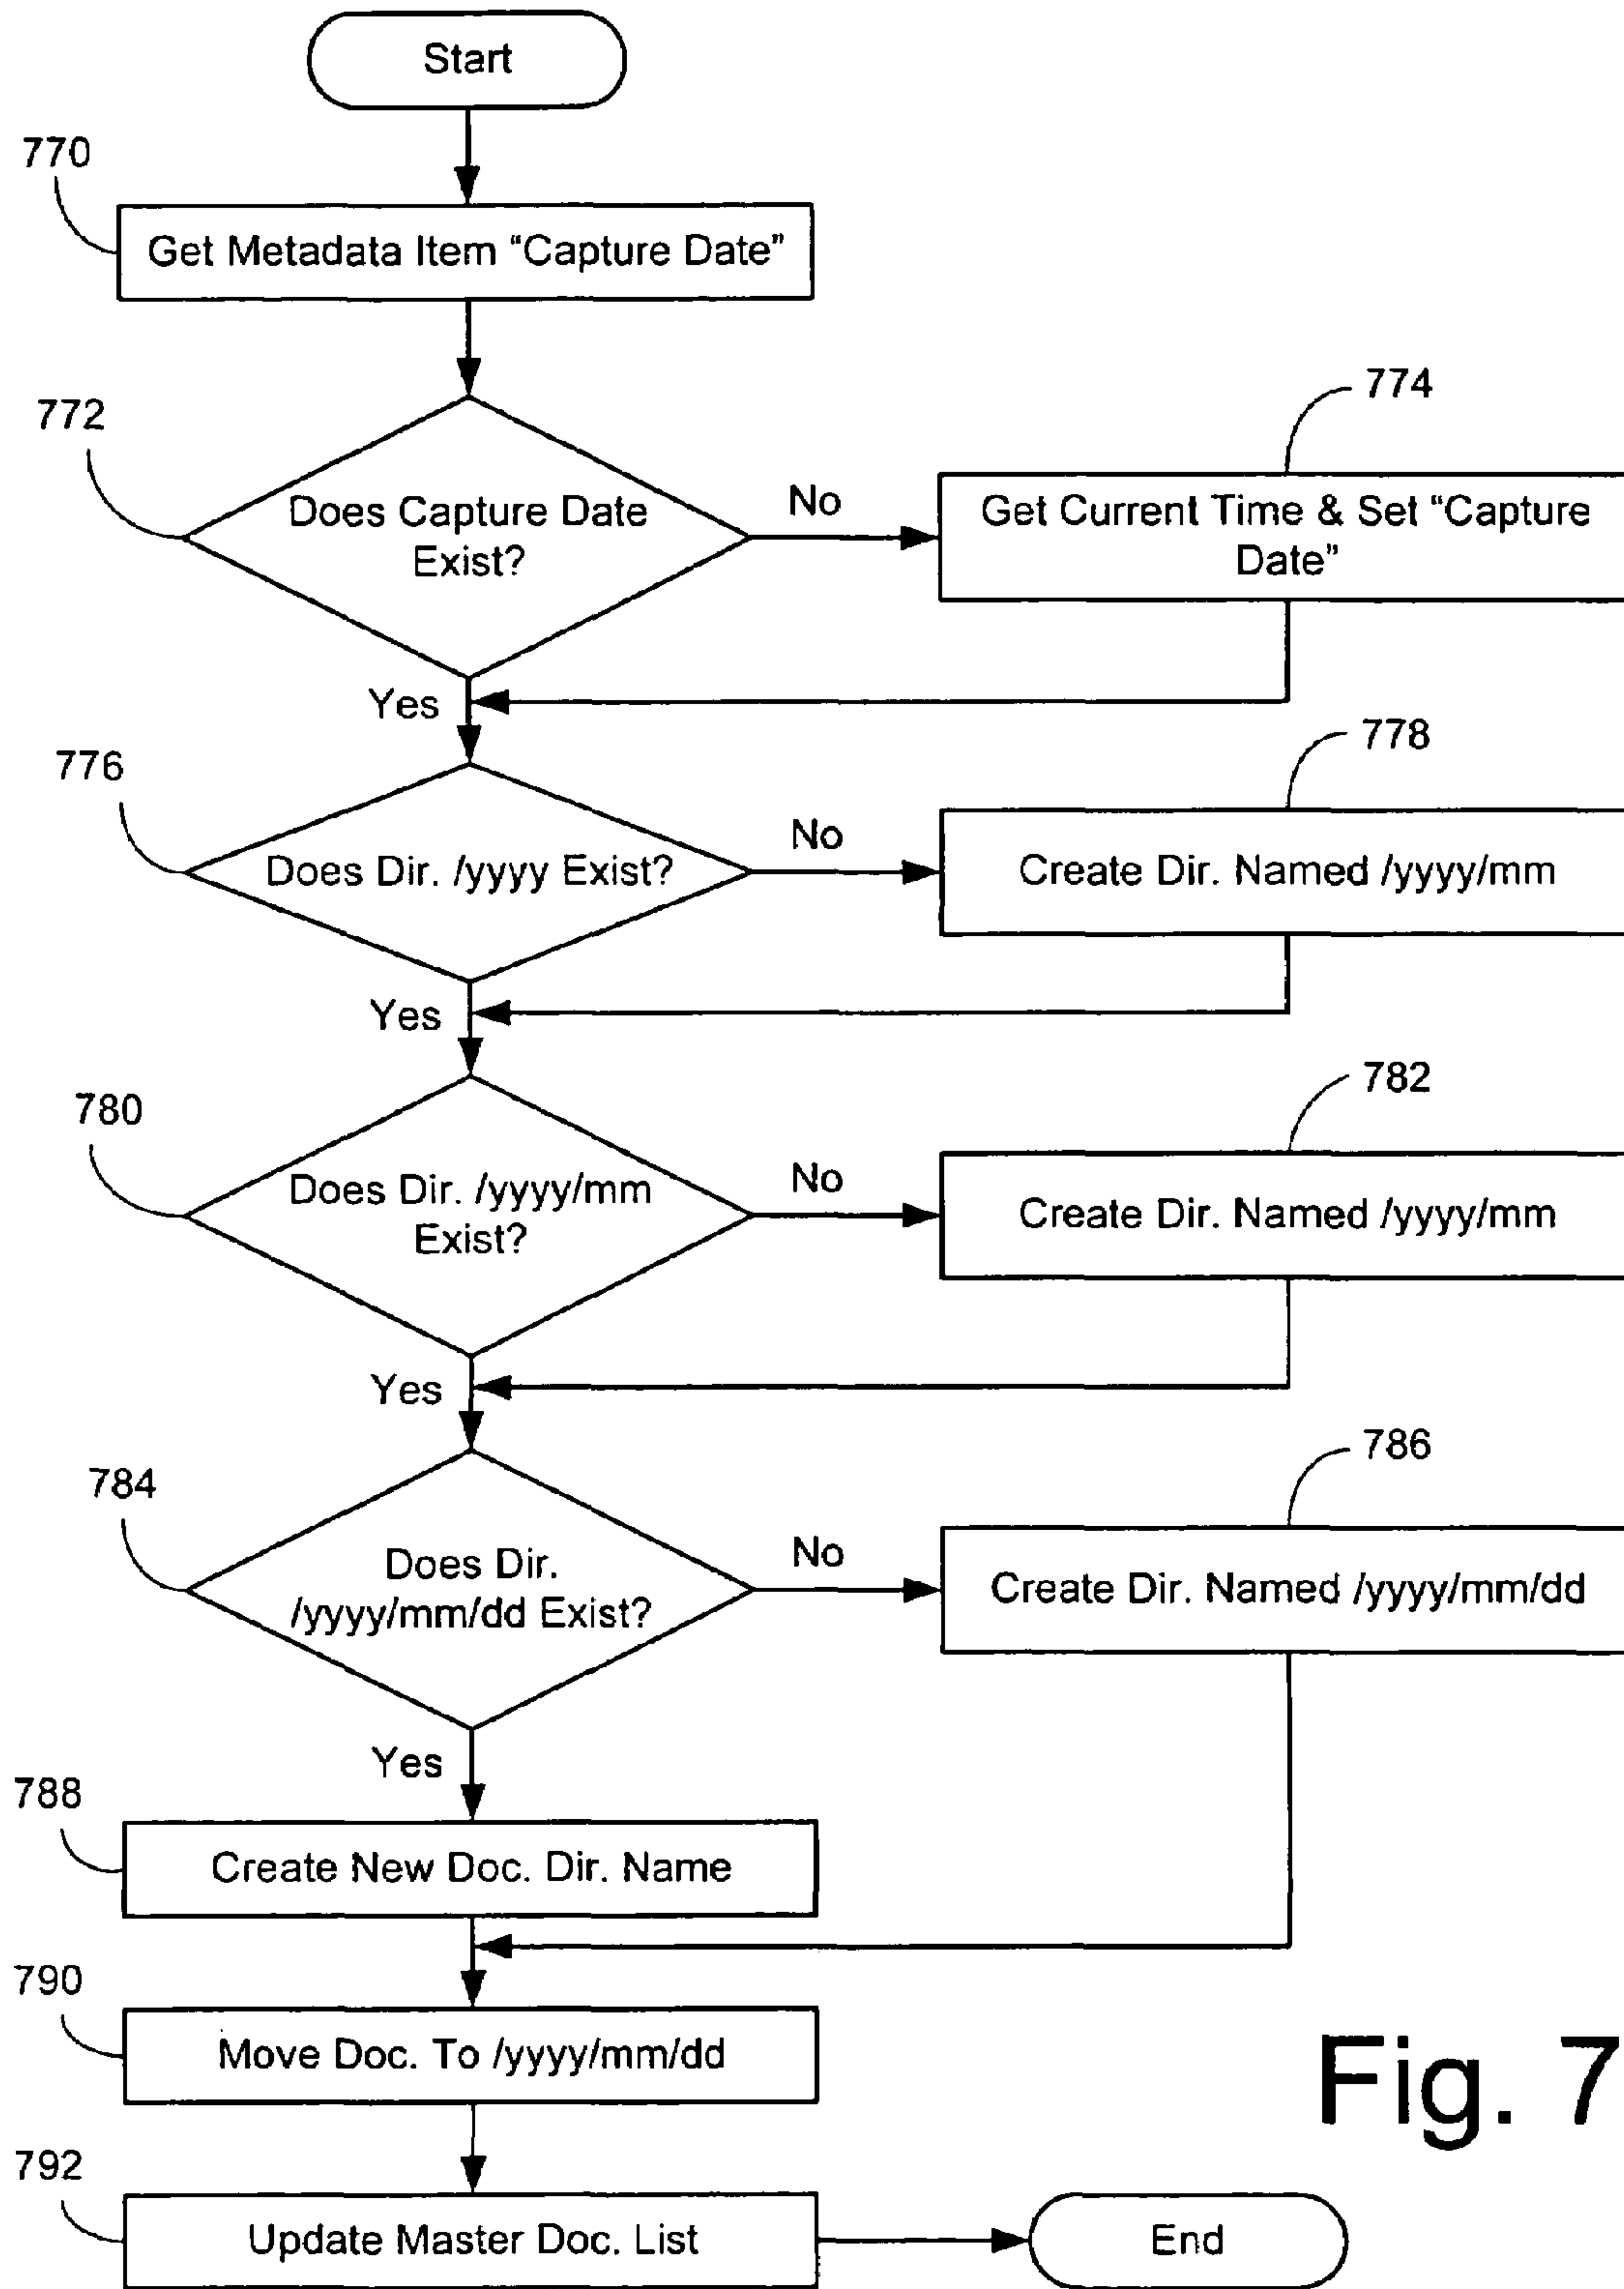 Start
770
Get Metadata Item “Capture Date”
772
Does Capture Date
Exist?
No
774
Get Current Time & Set “Capture
Date”
Yes
776
Does Dir. /yyyy Exist?
No
778
Create Dir. Named /yyyy/mm
Yes
780
Does Dir. /yyyy/mm
Exist?
No
782
Create Dir. Named /yyyy/mm
Yes
784
Does Dir.
/yyyy/mm/dd Exist?
No
786
Create Dir. Named /yyyy/mm/dd
Yes
788
Create New Doc. Dir. Name
790
Move Doc. To /yyyy/mm/dd
792
Update Master Doc. List
End
Fig. 7